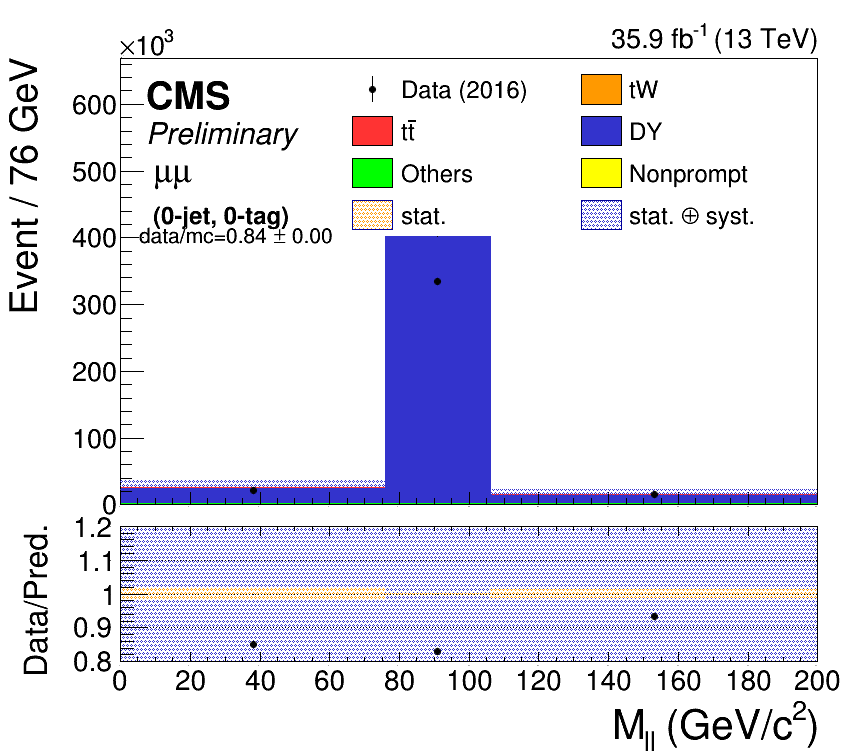 ×10³
35.9 fb⁻¹ (13 TeV)
Event / 76 GeV
CMS
Preliminary
μμ
(0-jet, 0-tag)
data/mc=0.84 ± 0.00
Data (2016)
tW
tt̄
DY
Others
Nonprompt
stat.
stat. ⊕ syst.
600
500
400
300
200
100
0
Data/Pred.
1.2
1.1
1
0.9
0.8
0 20 40 60 80 100 120 140 160 180 200
M_ll (GeV/c²)